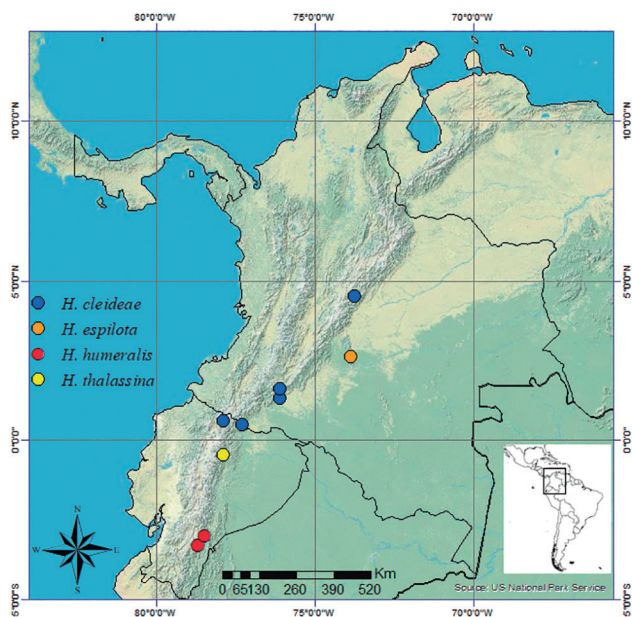 80°0'0"W 75°0'0"W 70°0'0"W
10°0'0"N 10°0'0"N
5°0'0"N 5°0'0"N
H. cleideae
H. espilota
H. humeralis
H. thalassina
0°0'0" 0°0'0"
N
W E
S
Km
0 65130 260 390 520
Source: US National Park Service
5°0'0"S 5°0'0"S
80°0'0"W 75°0'0"W 70°0'0"W